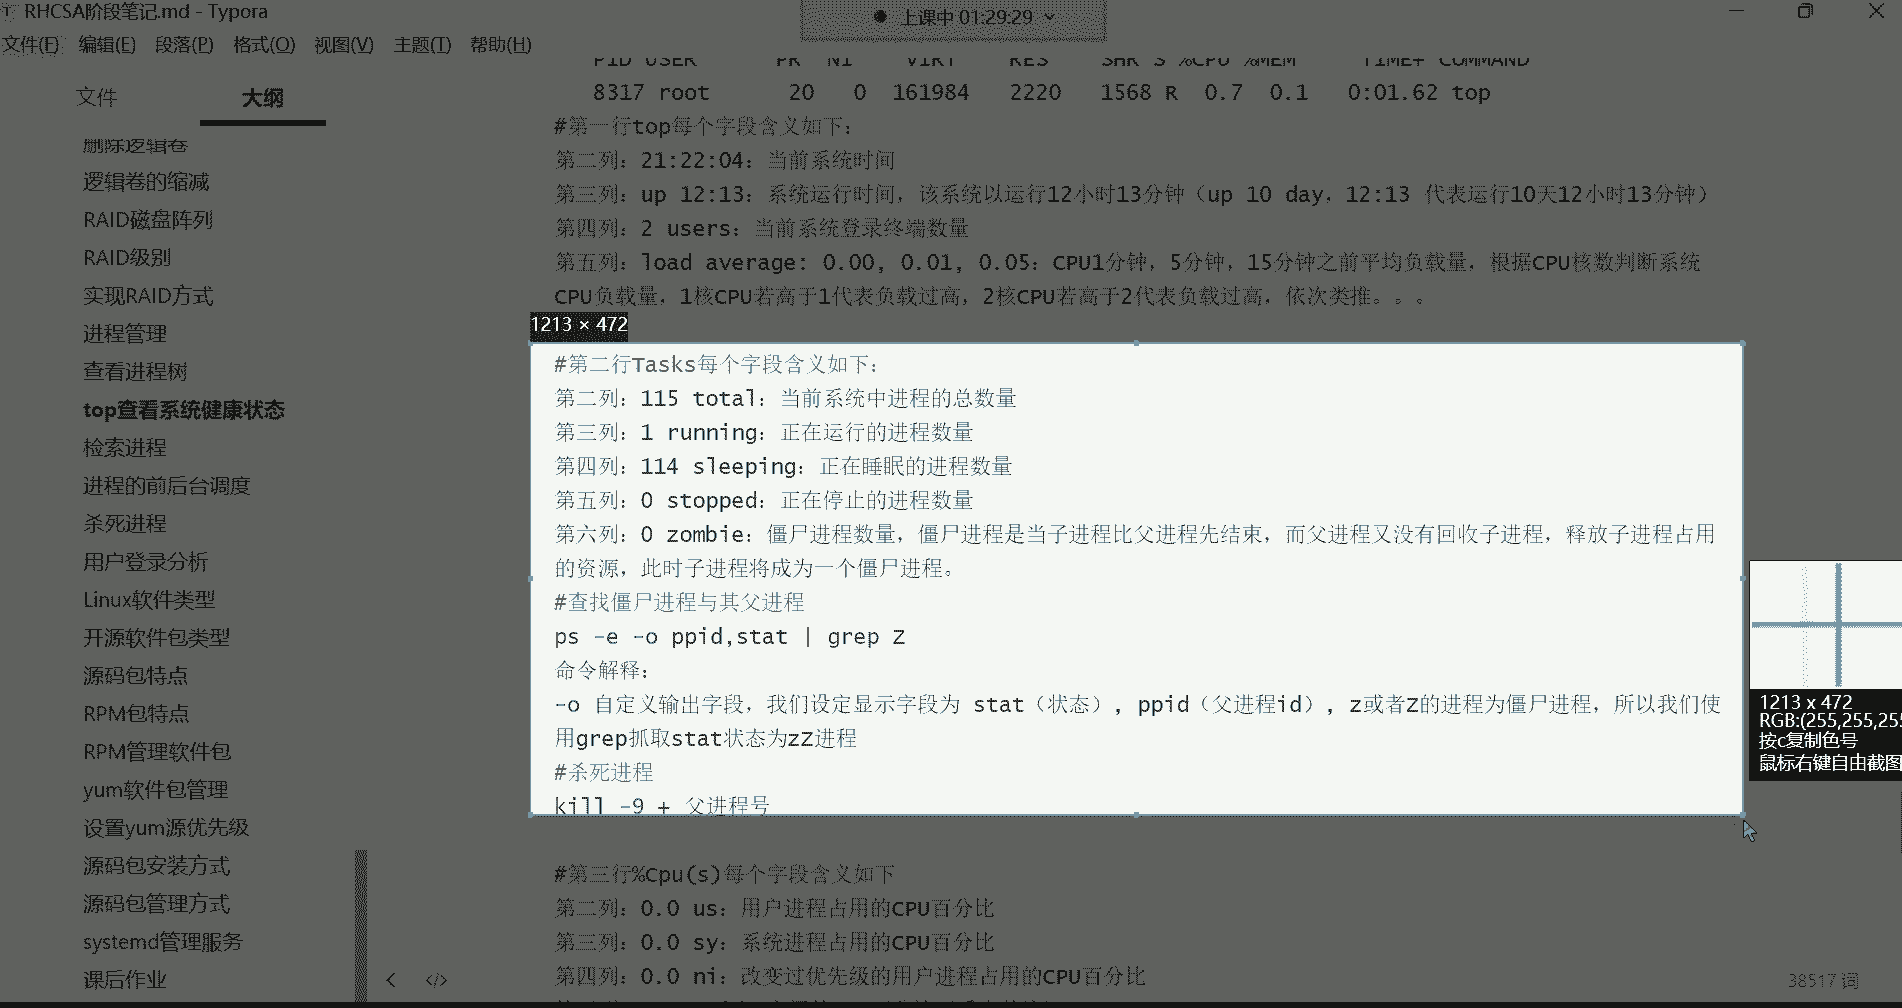 RHCSA阶段笔记.md - Typora
上课中 01:29:29
文件(F) 编辑(E) 段落(P) 格式(O) 视图(V) 主题(T) 帮助(H)
文件 大纲
删除逻辑卷
逻辑卷的缩减
RAID磁盘阵列
RAID级别
实现RAID方式
进程管理
查看进程树
top查看系统健康状态
检索进程
进程的前后台调度
杀死进程
用户登录分析
Linux软件类型
开源软件包类型
源码包特点
RPM包特点
RPM管理软件包
yum软件包管理
设置yum源优先级
源码包安装方式
源码包管理方式
systemd管理服务
课后作业
PID USER PR NI VIRT RES SHR S %CPU %MEM TIME+ COMMAND
8317 root 20 0 161984 2220 1568 R 0.7 0.1 0:01.62 top
#第一行top每个字段含义如下：
第二列：21:22:04：当前系统时间
第三列：up 12:13：系统运行时间，该系统以运行12小时13分钟（up 10 day，12:13 代表运行10天12小时13分钟）
第四列：2 users：当前系统登录终端数量
第五列：load average: 0.00, 0.01, 0.05：CPU1分钟，5分钟，15分钟之前平均负载量，根据CPU核数判断系统
CPU负载量，1核CPU若高于1代表负载过高，2核CPU若高于2代表负载过高，依次类推。。。
1213 × 472
#第二行Tasks每个字段含义如下：
第二列：115 total：当前系统中进程的总数量
第三列：1 running：正在运行的进程数量
第四列：114 sleeping：正在睡眠的进程数量
第五列：0 stopped：正在停止的进程数量
第六列：0 zombie：僵尸进程数量，僵尸进程是当子进程比父进程先结束，而父进程又没有回收子进程，释放子进程占用
的资源，此时子进程将成为一个僵尸进程。
#查找僵尸进程与其父进程
ps -e -o ppid,stat | grep Z
命令解释：
-o 自定义输出字段，我们设定显示字段为 stat（状态）, ppid（父进程id）, z或者Z的进程为僵尸进程，所以我们使
用grep抓取stat状态为zZ进程
#杀死进程
kill -9 + 父进程号
#第三行%Cpu(s)每个字段含义如下
第二列：0.0 us：用户进程占用的CPU百分比
第三列：0.0 sy：系统进程占用的CPU百分比
第四列：0.0 ni：改变过优先级的用户进程占用的CPU百分比
1213 x 472
RGB:(255,255,255
按c复制色号
鼠标右键自由截图
38517 词